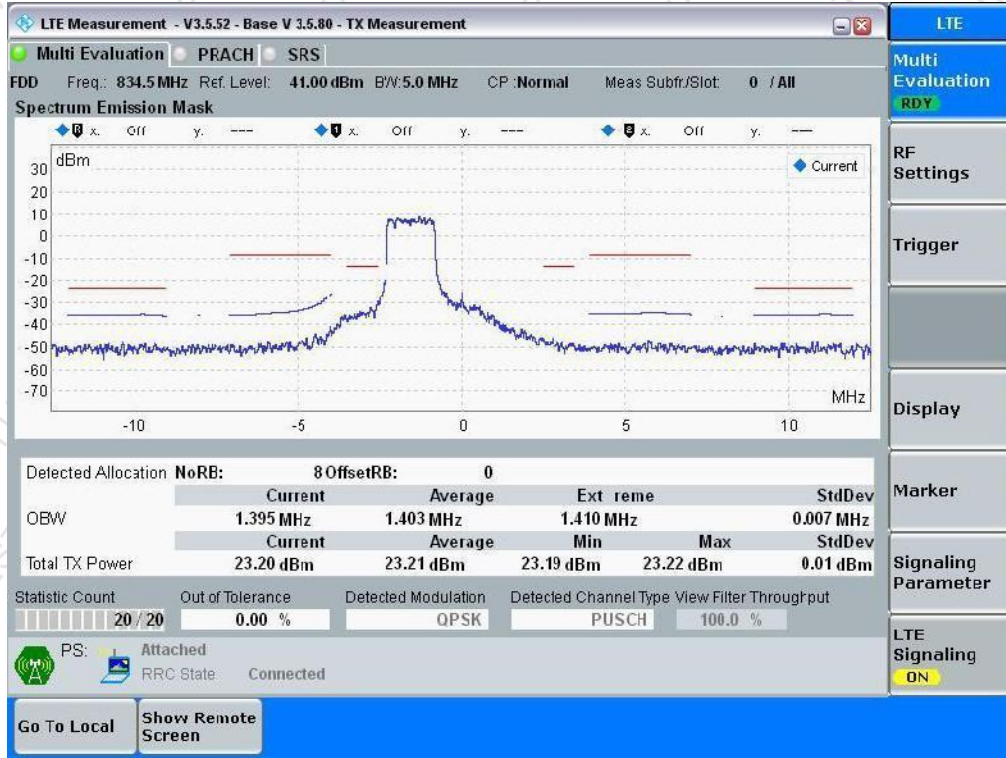 LTE Measurement - V3.5.52 - Base V 3.5.80 - TX Measurement
LTE
Multi Evaluation PRACH SRS
Multi Evaluation
RDY
FDD Freq.: 834.5 MHz Ref. Level: 41.00 dBm BW:5.0 MHz CP :Normal Meas Subfr./Slot: 0 / All
Spectrum Emission Mask
R x. Off y. --- 1 x. Off y. --- 2 x. Off y. ---
dBm
Current
30
20
10
0
-10
-20
-30
-40
-50
-60
-70
MHz
-10 -5 0 5 10
RF Settings
Trigger
Display
Marker
Signaling Parameter
LTE Signaling
ON
Detected Allocation NoRB: 8 OffsetRB: 0
Current Average Ext reme StdDev
OBW 1.395 MHz 1.403 MHz 1.410 MHz 0.007 MHz
Current Average Min Max StdDev
Total TX Power 23.20 dBm 23.21 dBm 23.19 dBm 23.22 dBm 0.01 dBm
Statistic Count Out of Tolerance Detected Modulation Detected Channel Type View Filter Throughput
20 / 20 0.00 % QPSK PUSCH 100.0 %
PS: Attached
RRC State Connected
Go To Local
Show Remote Screen